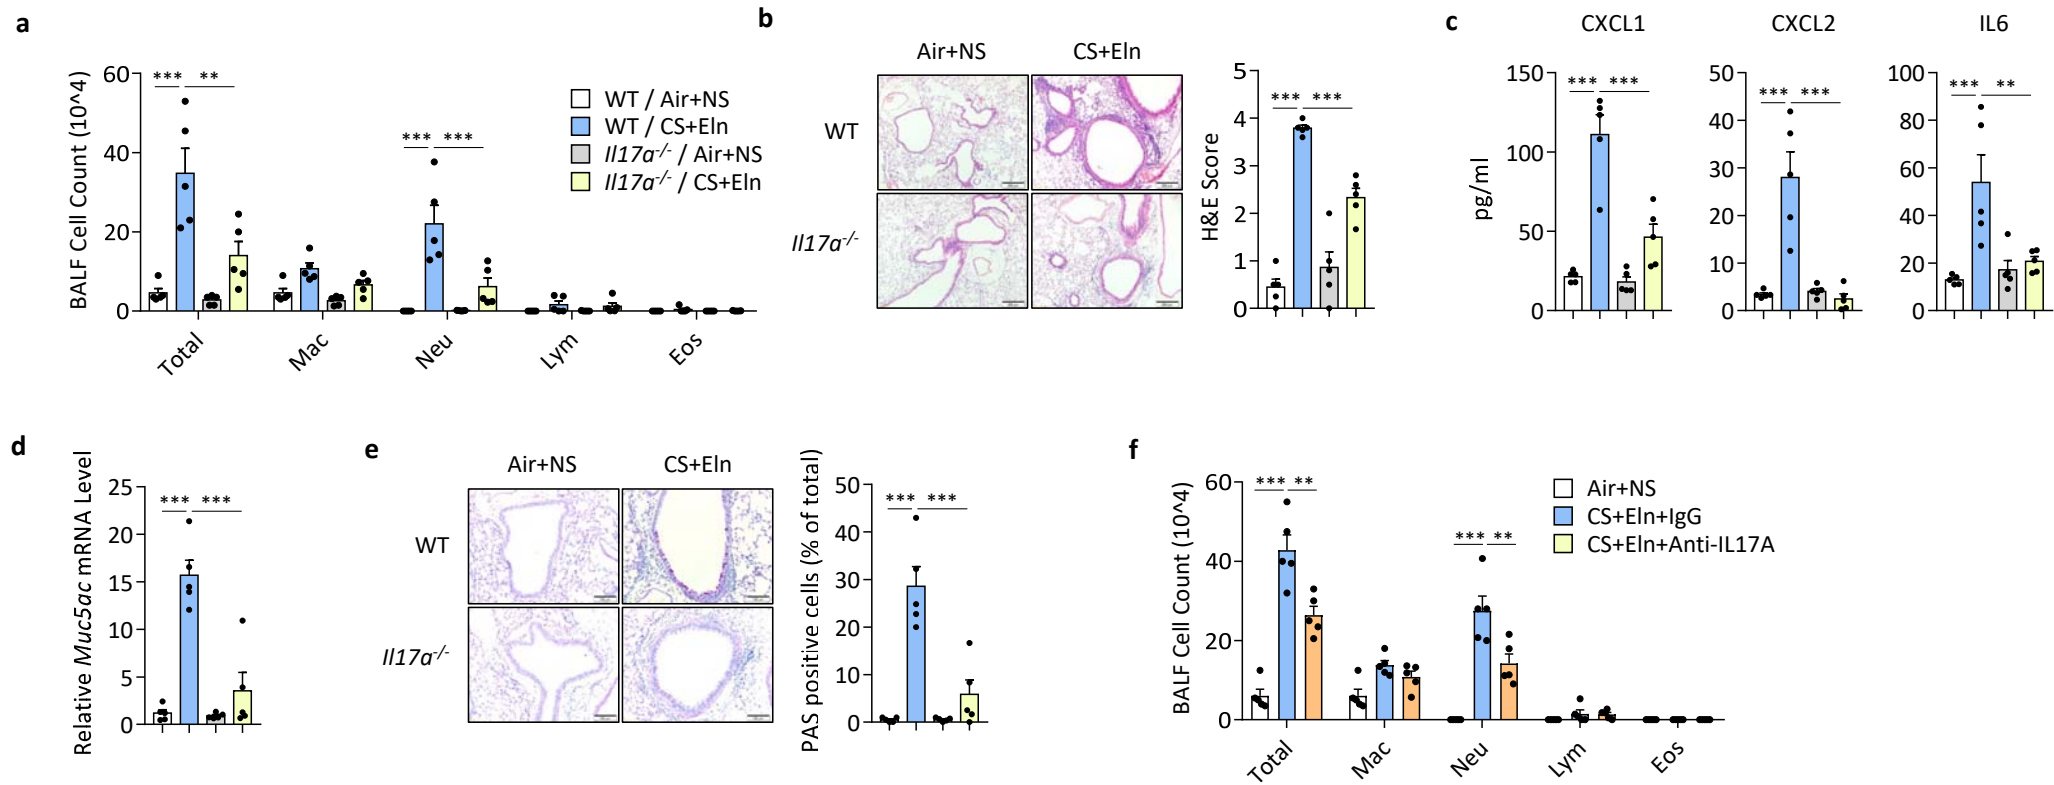 a
BALF Cell Count (10^4)
60
40
20
0
*** **
*** ***
Total Mac Neu Lym Eos
WT / Air+NS
WT / CS+Eln
Il17a-/- / Air+NS
Il17a-/- / CS+Eln
b
Air+NS CS+Eln
WT
Il17a-/-
H&E Score
5
4
3
2
1
0
*** ***
c
CXCL1 CXCL2 IL6
pg/ml
150
100
50
0
*** ***
50
40
30
20
10
0
*** ***
100
80
60
40
20
0
*** **
d
Relative Muc5ac mRNA Level
25
20
15
10
5
0
*** ***
e
Air+NS CS+Eln
WT
Il17a-/-
PAS positive cells (% of total)
50
40
30
20
10
0
*** ***
f
BALF Cell Count (10^4)
60
40
20
0
*** **
*** **
Total Mac Neu Lym Eos
Air+NS
CS+Eln+IgG
CS+Eln+Anti-IL17A